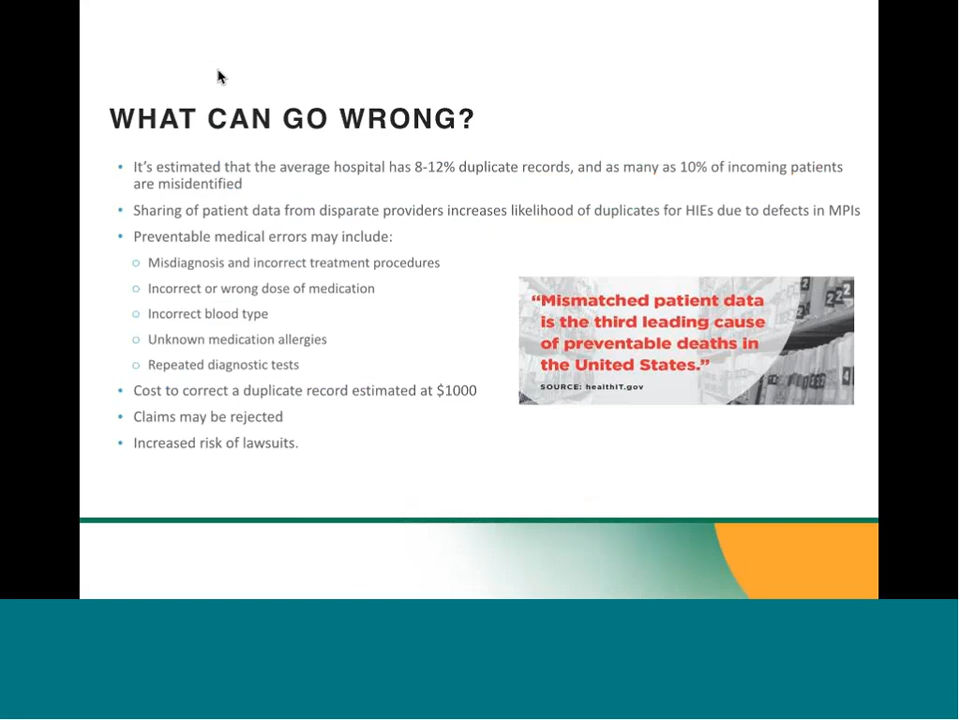 WHAT CAN GO WRONG?
• It's estimated that the average hospital has 8-12% duplicate records, and as many as 10% of incoming patients
are misidentified
• Sharing of patient data from disparate providers increases likelihood of duplicates for HIEs due to defects in MPIs
• Preventable medical errors may include:
○ Misdiagnosis and incorrect treatment procedures
○ Incorrect or wrong dose of medication
○ Incorrect blood type
○ Unknown medication allergies
○ Repeated diagnostic tests
• Cost to correct a duplicate record estimated at $1000
• Claims may be rejected
• Increased risk of lawsuits.
“Mismatched patient data
is the third leading cause
of preventable deaths in
the United States.”
SOURCE: healthIT.gov